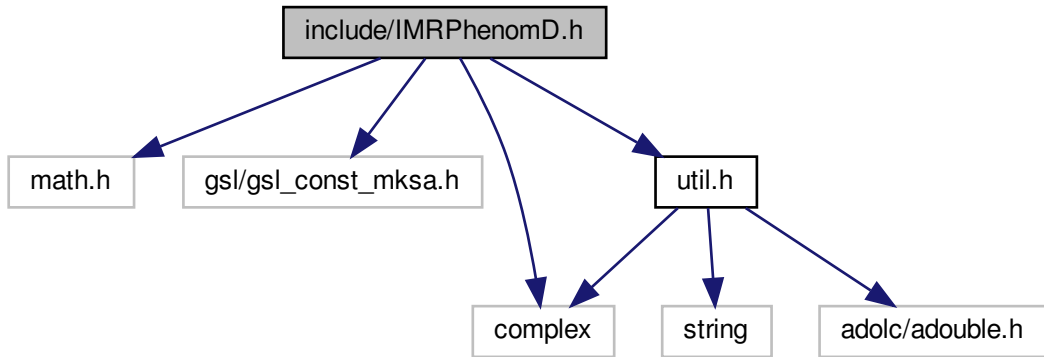 include/IMRPhenomD.h
math.h
gsl/gsl_const_mksa.h
util.h
complex
string
adolc/adouble.h